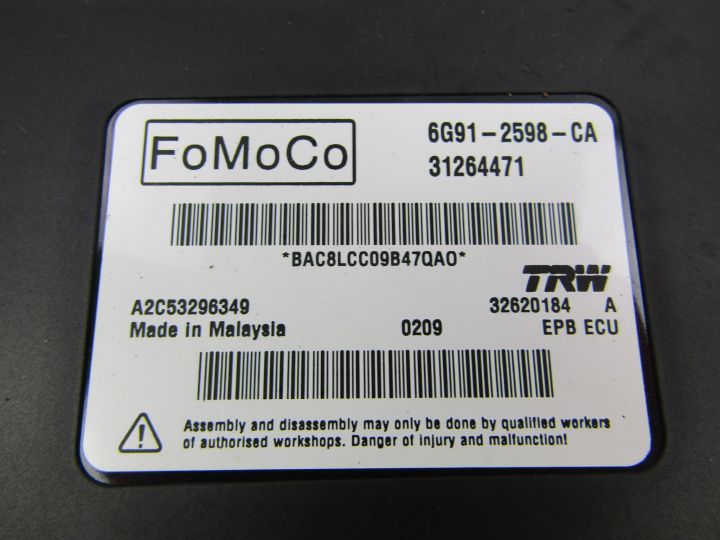 FoMoCo
6G91-2598-CA
31264471
*BAC8LCC09B47QAO*
TRW
A2C53296349 32620184 A
Made in Malaysia 0209 EPB ECU
Assembly and disassembly may only be done by qualified workers
of authorised workshops. Danger of injury and malfunction!